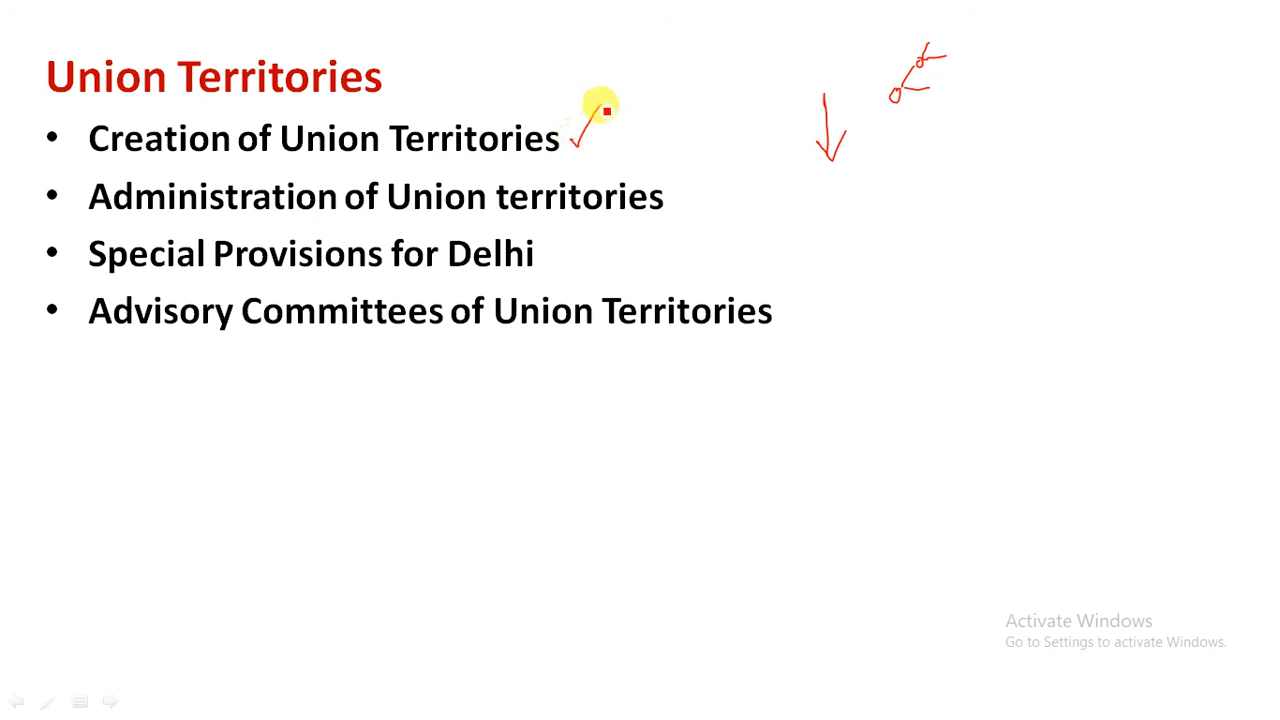 Union Territories
• Creation of Union Territories
• Administration of Union territories
• Special Provisions for Delhi
• Advisory Committees of Union Territories
Activate Windows
Go to Settings to activate Windows.